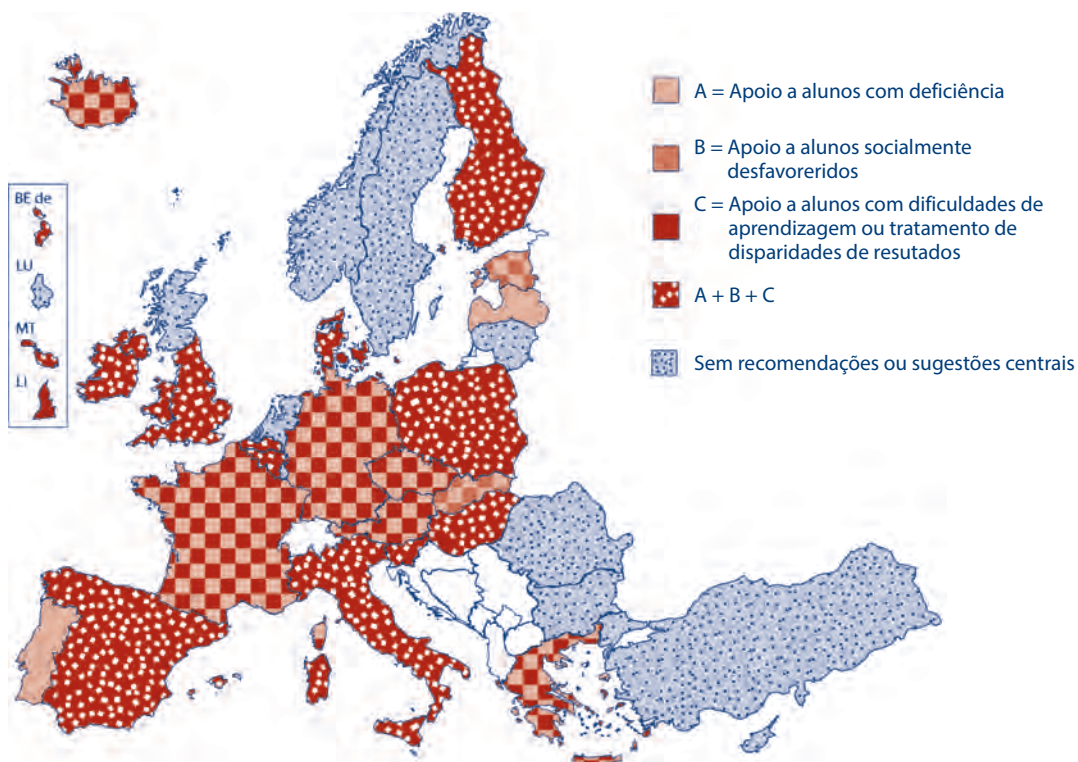 A = Apoio a alunos com deficiência
B = Apoio a alunos socialmente
desfavoreridos
C = Apoio a alunos com dificuldades de
aprendizagem ou tratamento de
disparidades de resutados
A + B + C
Sem recomendações ou sugestões centrais
BE de
LU
MT
LI